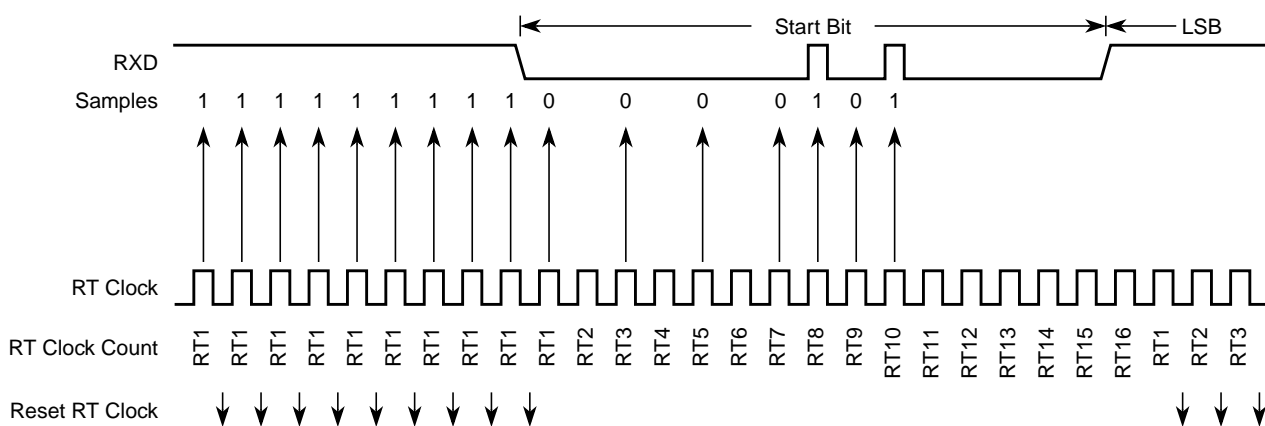 Start Bit LSB
RXD
Samples 1 1 1 1 1 1 1 1 1 0 0 0 0 1 0 1
RT Clock
RT Clock Count RT1 RT1 RT1 RT1 RT1 RT1 RT1 RT1 RT1 RT1 RT2 RT3 RT4 RT5 RT6 RT7 RT8 RT9 RT10 RT11 RT12 RT13 RT14 RT15 RT16 RT1 RT2 RT3
Reset RT Clock